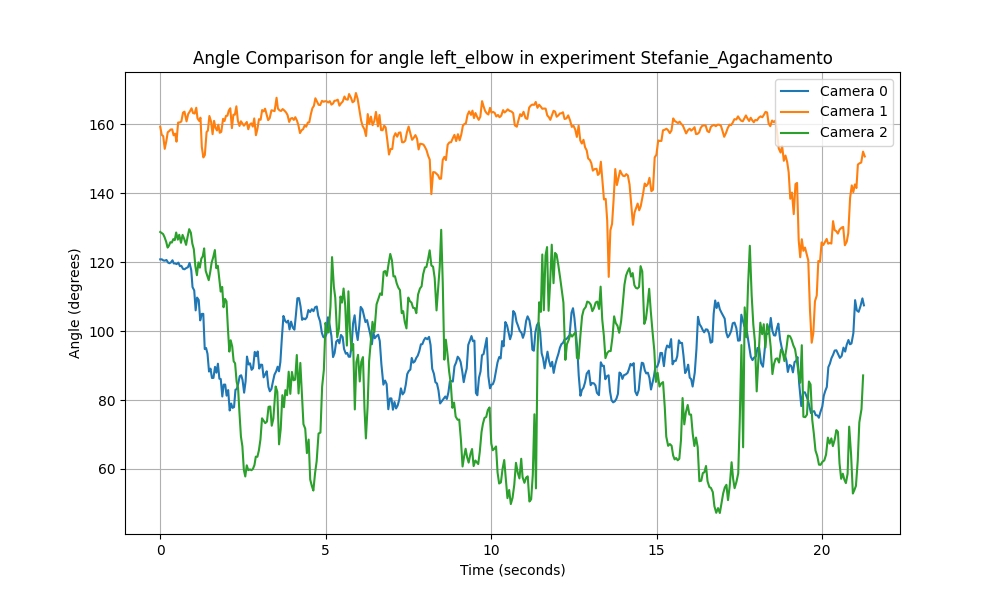 Angle Comparison for angle left_elbow in experiment Stefanie_Agachamento
Camera 0
Camera 1
Camera 2
Angle (degrees)
160
140
120
100
80
60
0 5 10 15 20
Time (seconds)